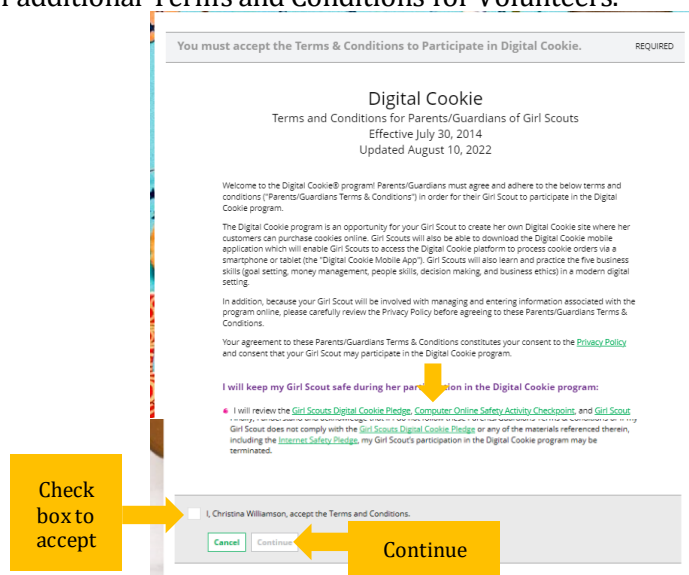 additional Terms and Conditions for Volunteers.
You must accept the Terms & Conditions to Participate in Digital Cookie. REQUIRED
Digital Cookie
Terms and Conditions for Parents/Guardians of Girl Scouts
Effective July 30, 2014
Updated August 10, 2022
Welcome to the Digital Cookie® program! Parents/Guardians must agree and adhere to the below terms and
conditions ("Parents/Guardians Terms & Conditions") in order for their Girl Scout to participate in the Digital
Cookie program.
The Digital Cookie program is an opportunity for your Girl Scout to create her own Digital Cookie site where her
customers can purchase cookies online. Girl Scouts will also be able to download the Digital Cookie mobile
application which will enable Girl Scouts to access the Digital Cookie platform to process cookie orders via a
smartphone or tablet (the "Digital Cookie Mobile App"). Girl Scouts will also learn and practice the five business
skills (goal setting, money management, people skills, decision making, and business ethics) in a modern digital
setting.
In addition, because your Girl Scout will be involved with managing and entering information associated with the
program online, please carefully review the Privacy Policy before agreeing to these Parents/Guardians Terms &
Conditions.
Your agreement to these Parents/Guardians Terms & Conditions constitutes your consent to the Privacy Policy
and consent that your Girl Scout may participate in the Digital Cookie program.
I will keep my Girl Scout safe during her par on in the Digital Cookie program:
I will review the Girl Scouts Digital Cookie Pledge, Computer Online Safety Activity Checkpoint, and Girl Scout
Girl Scout does not comply with the Girl Scouts Digital Cookie Pledge or any of the materials referenced therein,
including the Internet Safety Pledge, my Girl Scout's participation in the Digital Cookie program may be
terminated.
Check
box to
accept
I, Christina Williamson, accept the Terms and Conditions.
Cancel Continue
Continue